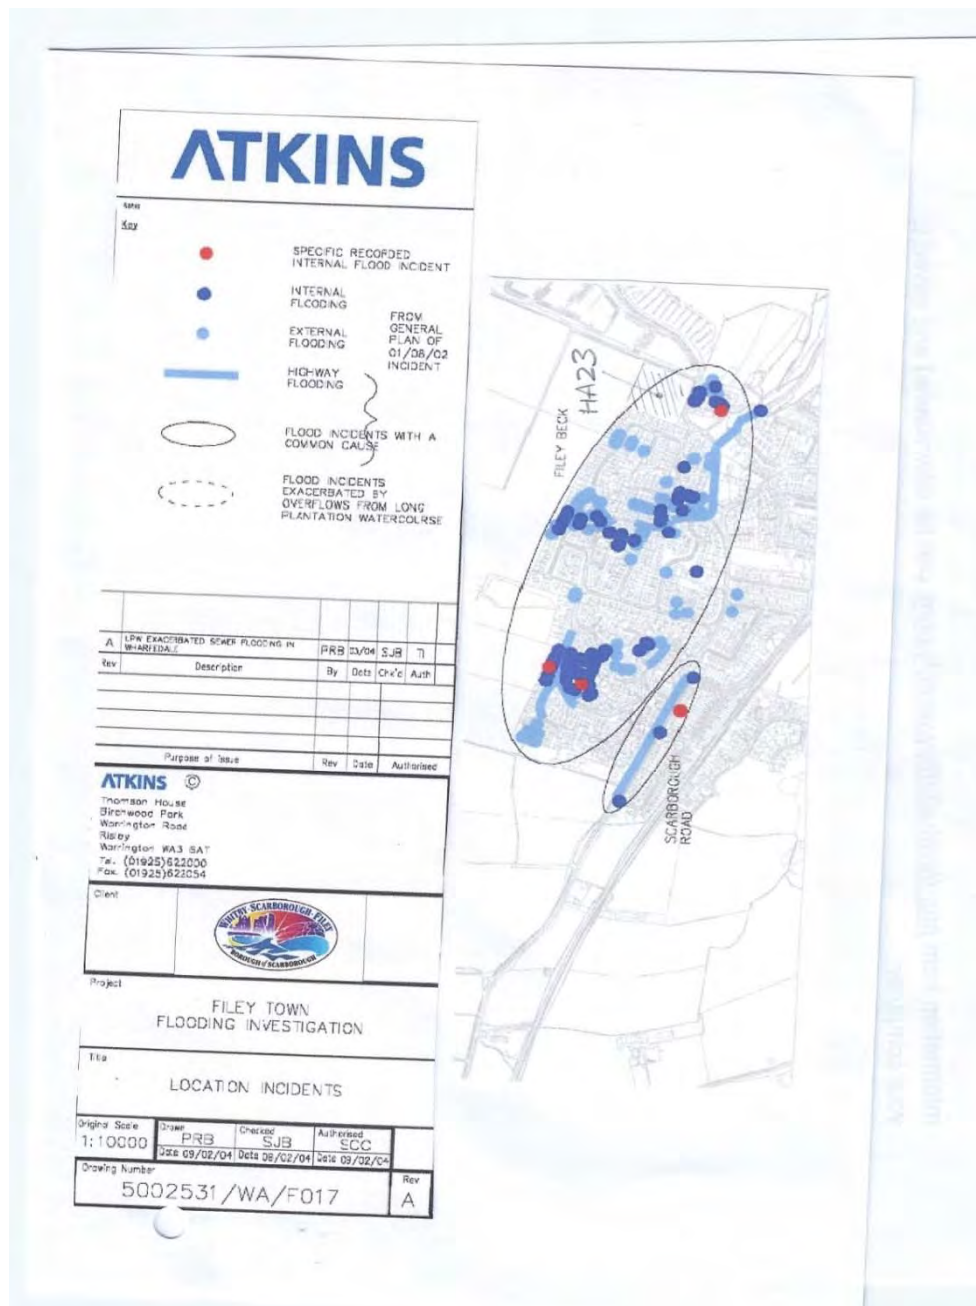 ATKINS
Key
SPECIFIC RECORDED
INTERNAL FLOOD INCIDENT
INTERNAL
FLOODING
EXTERNAL
FLOODING
FROM
GENERAL
PLAN OF
01/08/02
INCIDENT
HIGHWAY
FLOODING
FLOOD INCIDENTS WITH A
COMMON CAUSE
FLOOD INCIDENTS
EXACERBATED BY
OVERFLOWS FROM LONG
PLANTATION WATERCOURSE
HA23
FILEY BECK
SCARBOROUGH
ROAD
A LPW EXACERBATED SEWER FLOODING IN
WHARFEDALE PRB 03/04 SJB
Rev Description By Date Chk'd Auth
Purpose of Issue Rev Date Authorised
ATKINS ©
Thomson House
Birchwood Park
Warrington Road
Risley
Warrington WA3 6AT
Tel. (01925)622000
Fax. (01925)622054
Client
WHITBY·SCARBOROUGH·FILEY
BOROUGH of SCARBOROUGH
Project
FILEY TOWN
FLOODING INVESTIGATION
Title
LOCATION INCIDENTS
Original Scale
1:10000
Drawn
PRB
Date 09/02/04
Checked
SJB
Date 09/02/04
Authorised
SCC
Date 09/02/04
Drawing Number
5002531/WA/F017
Rev
A